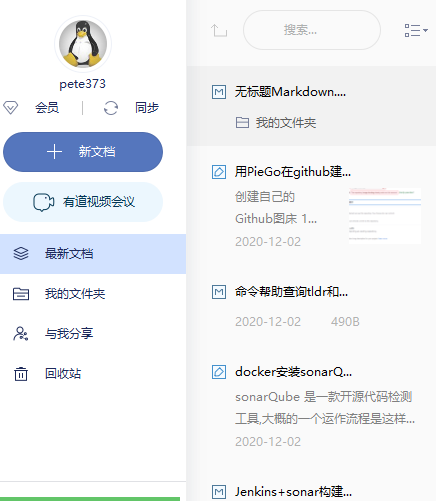 pete373
会员
同步
新文档
有道视频会议
最新文档
我的文件夹
与我分享
回收站
搜索...
无标题Markdown....
我的文件夹
用PieGo在github建...
创建自己的
Github图床 1...
2020-12-02
命令帮助查询tldr和...
2020-12-02 490B
docker安装sonarQ...
sonarQube 是一款开源代码检测
工具,大概的一个运作流程是这样...
2020-12-02
Jenkins+sonar构建...